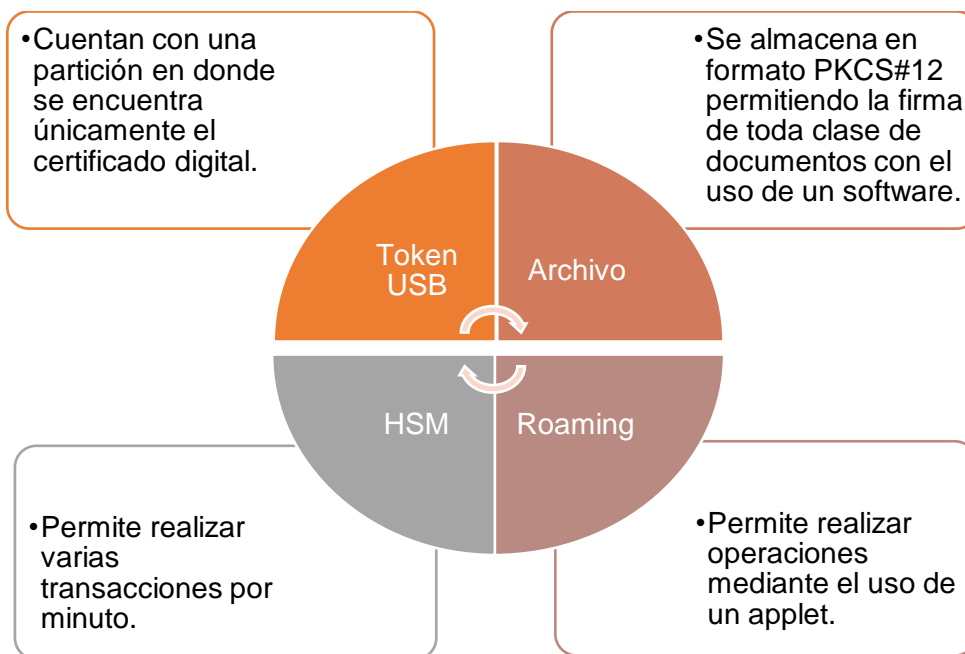 •Cuentan con una
partición en donde
se encuentra
únicamente el
certificado digital.
•Se almacena en
formato PKCS#12
permitiendo la firma
de toda clase de
documentos con el
uso de un software.
Token
USB
Archivo
HSM
Roaming
•Permite realizar
varias
transacciones por
minuto.
•Permite realizar
operaciones
mediante el uso de
un applet.